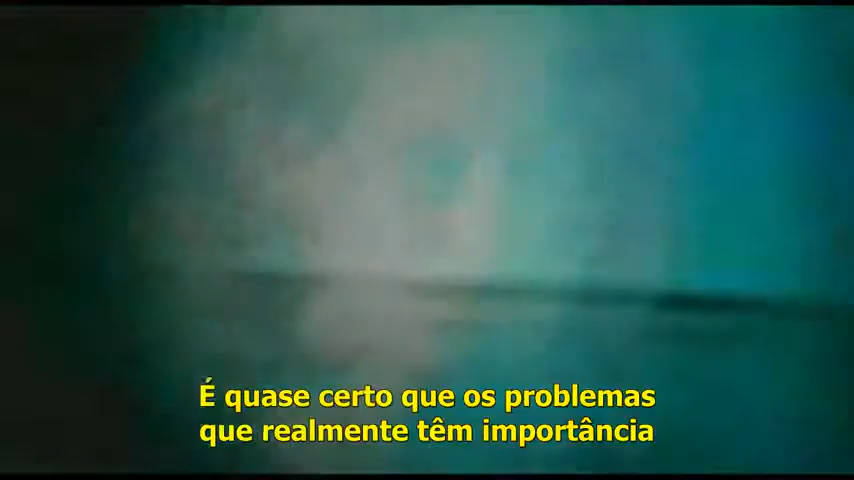 É quase certo que os problemas
que realmente têm importância